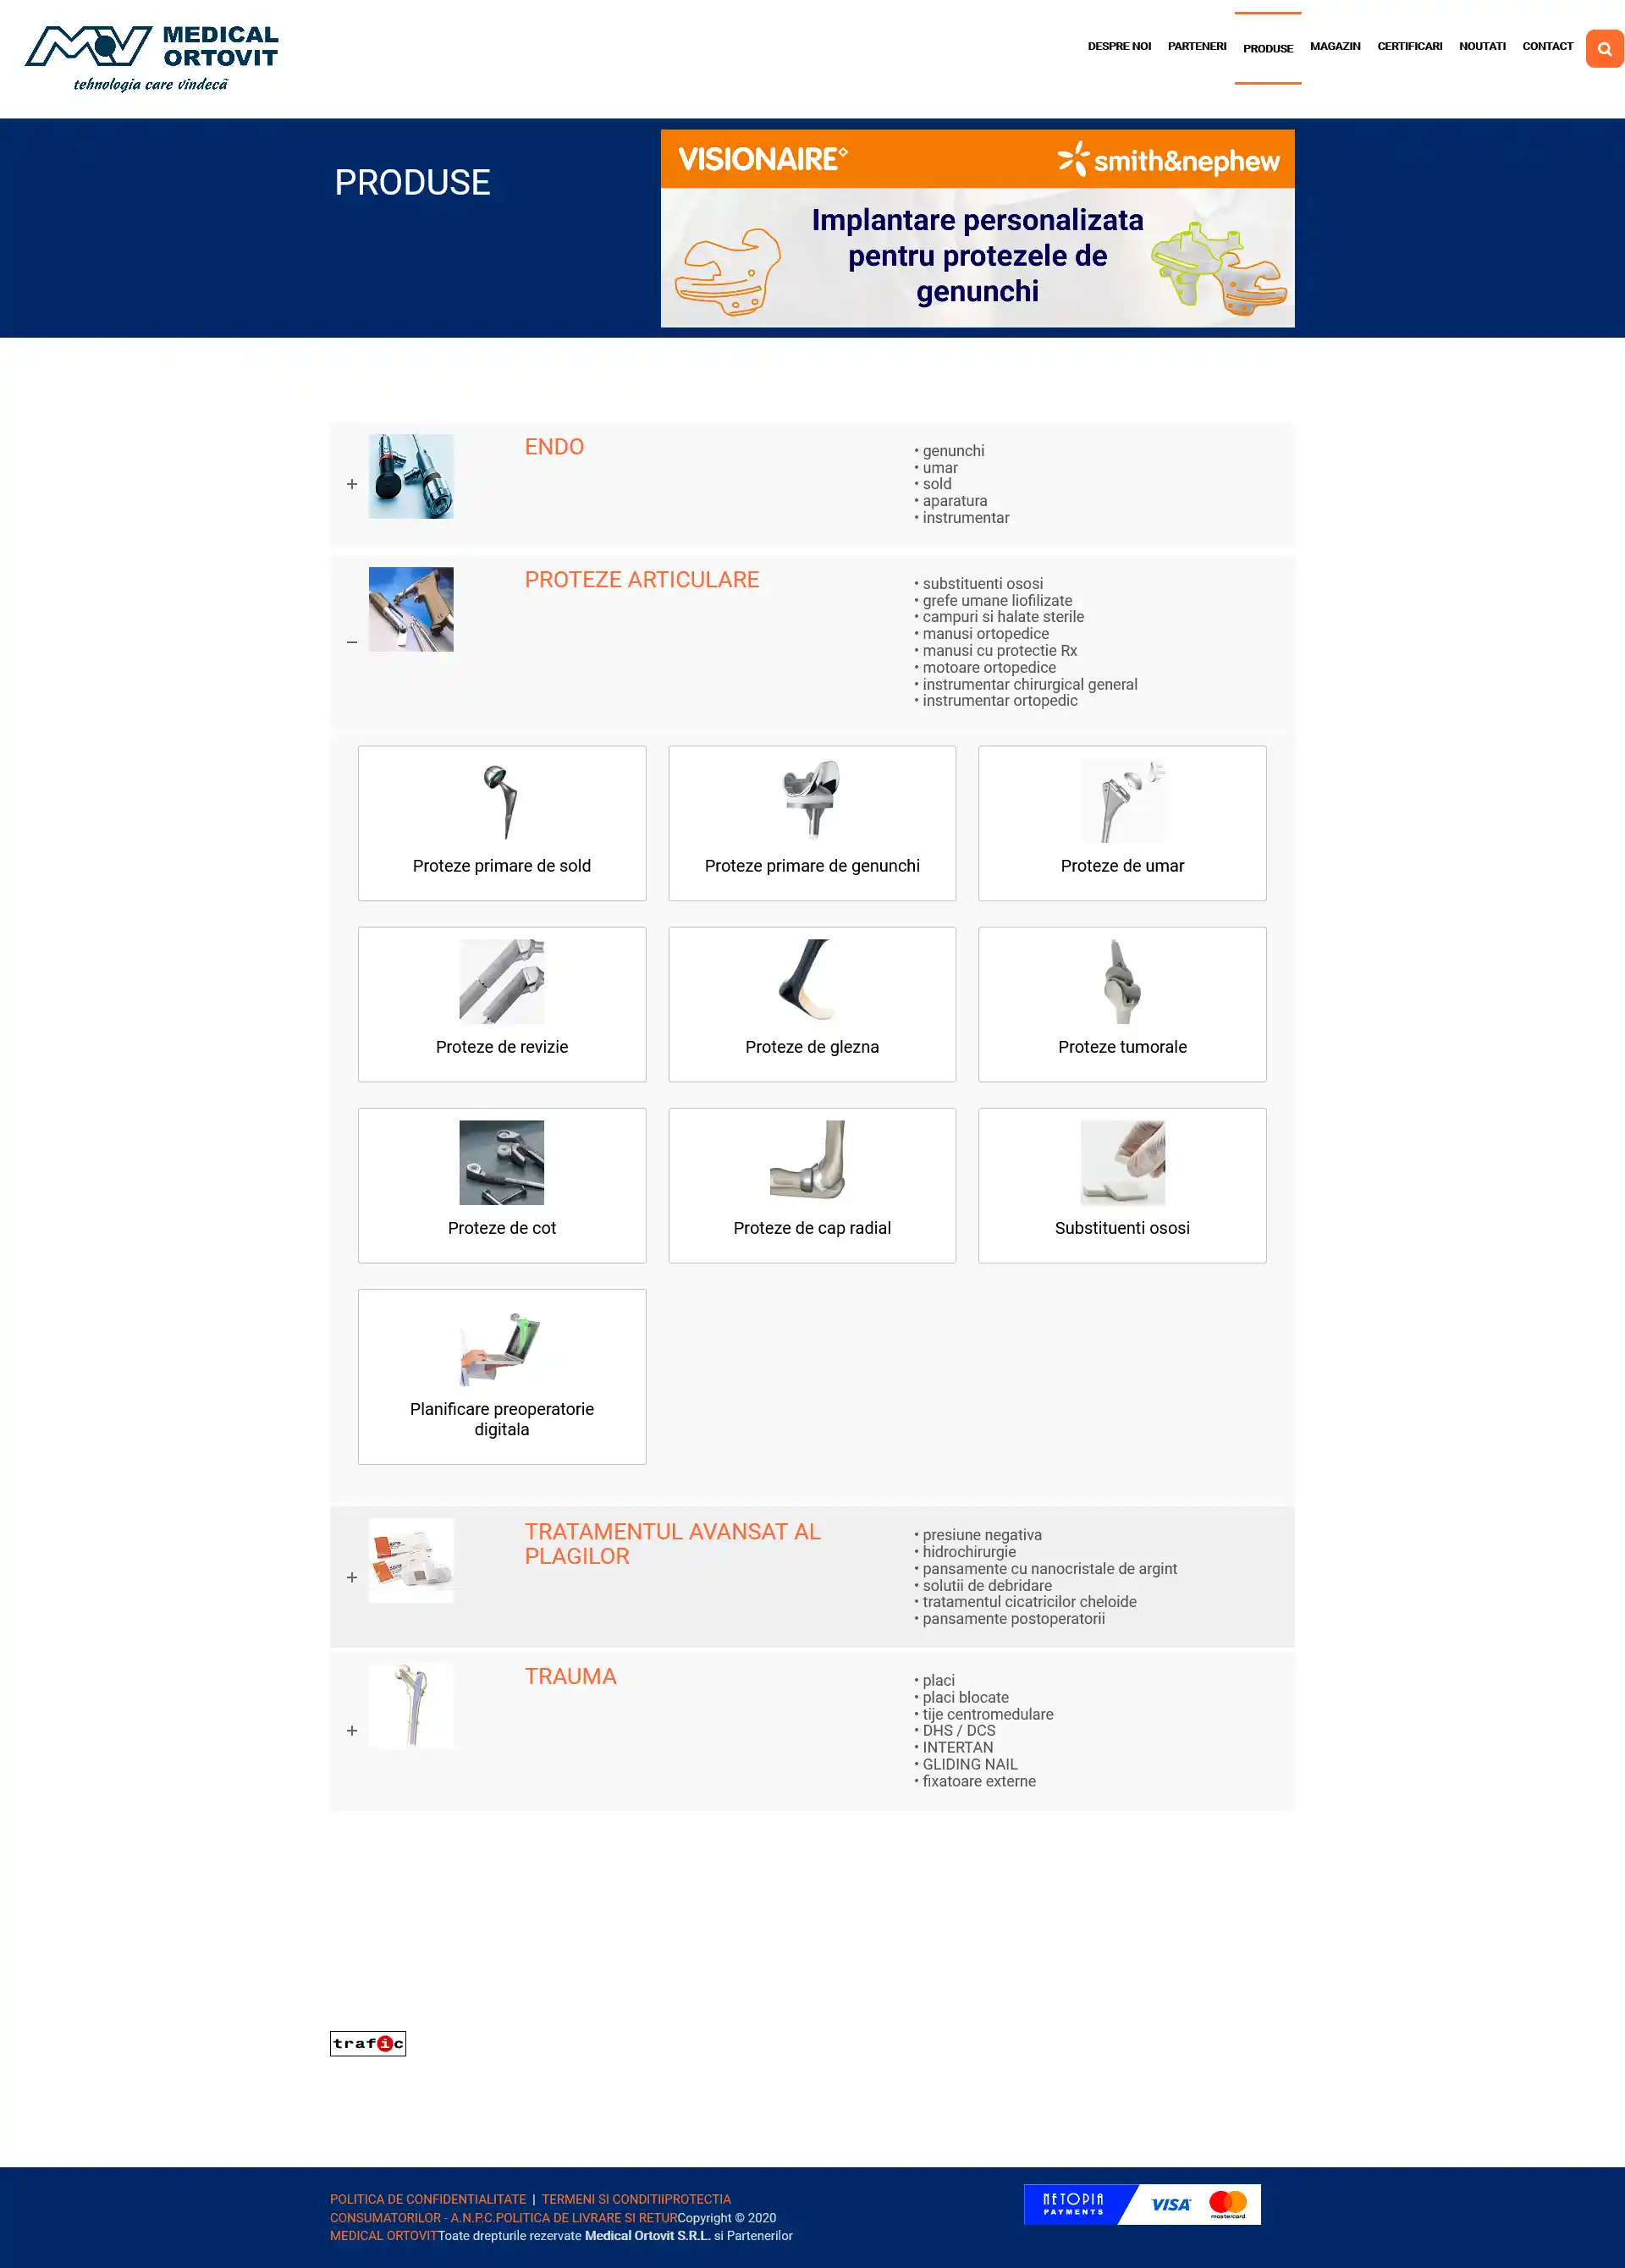 MEDICAL
ORTOVIT
tehnologia care vindecă
DESPRE NOI PARTENERI PRODUSE MAGAZIN CERTIFICARI NOUTATI CONTACT
PRODUSE
VISIONAIRE
smith&nephew
Implantare personalizata
pentru protezele de
genunchi
+
ENDO
• genunchi
• umar
• sold
• aparatura
• instrumentar
−
PROTEZE ARTICULARE
• substituenti ososi
• grefe umane liofilizate
• campuri si halate sterile
• manusi ortopedice
• manusi cu protectie Rx
• motoare ortopedice
• instrumentar chirurgical general
• instrumentar ortopedic
Proteze primare de sold
Proteze primare de genunchi
Proteze de umar
Proteze de revizie
Proteze de glezna
Proteze tumorale
Proteze de cot
Proteze de cap radial
Substituenti ososi
Planificare preoperatorie
digitala
+
TRATAMENTUL AVANSAT AL
PLAGILOR
• presiune negativa
• hidrochirurgie
• pansamente cu nanocristale de argint
• solutii de debridare
• tratamentul cicatricilor cheloide
• pansamente postoperatorii
+
TRAUMA
• placi
• placi blocate
• tije centromedulare
• DHS / DCS
• INTERTAN
• GLIDING NAIL
• fixatoare externe
trafic
POLITICA DE CONFIDENTIALITATE | TERMENI SI CONDITIIPROTECTIA
CONSUMATORILOR - A.N.P.C.POLITICA DE LIVRARE SI RETURCopyright © 2020
MEDICAL ORTOVITToate drepturile rezervate Medical Ortovit S.R.L. si Partenerilor
NETOPIA
PAYMENTS
VISA
mastercard